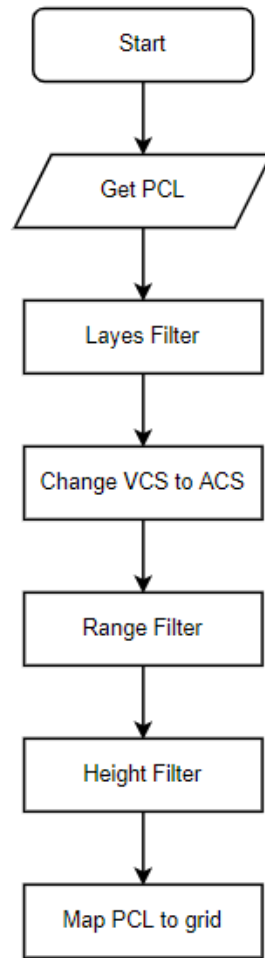 Start
Get PCL
Layes Filter
Change VCS to ACS
Range Filter
Height Filter
Map PCL to grid